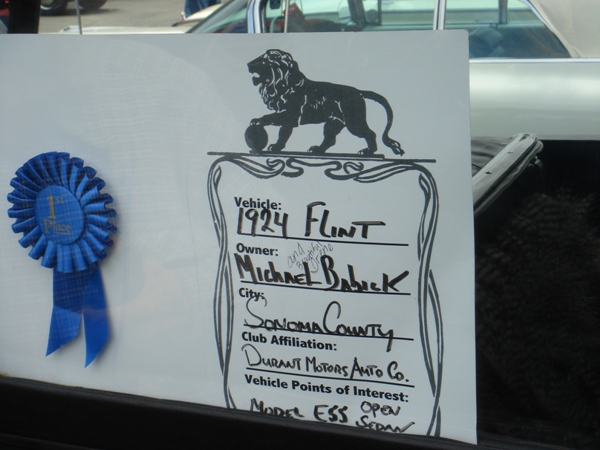 1st
Place
Vehicle:
1924 FLINT
Owner:
and
MICHAEL BABICK
City:
SONOMA COUNTY
Club Affiliation:
DURANT MOTORS AUTO CO.
Vehicle Points of Interest:
MODEL E55 OPEN
SEDAN